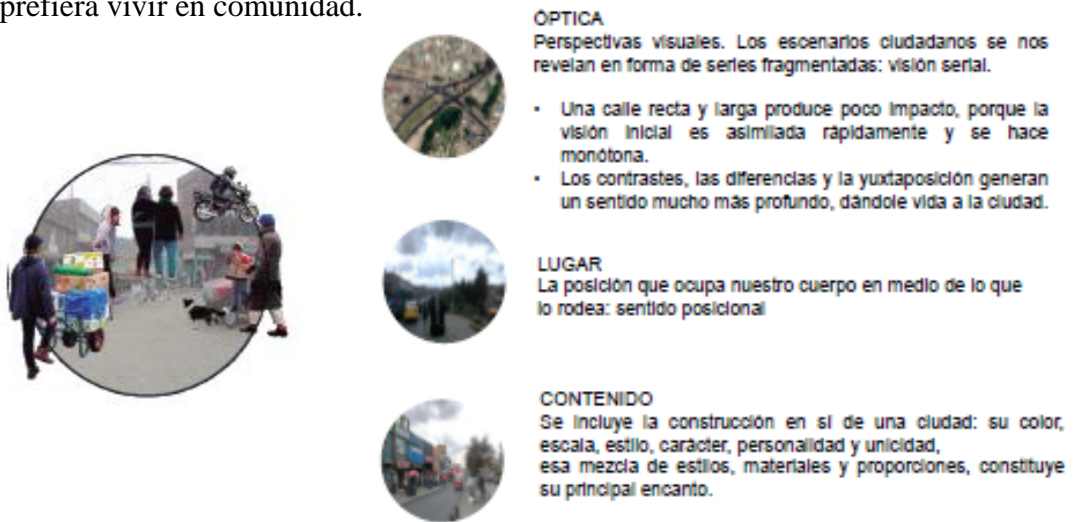 prefiera vivir en comunidad.
ÓPTICA
Perspectivas visuales. Los escenarios ciudadanos se nos
revelan en forma de series fragmentadas: visión serial.
• Una calle recta y larga produce poco impacto, porque la
visión inicial es asimilada rápidamente y se hace
monótona.
• Los contrastes, las diferencias y la yuxtaposición generan
un sentido mucho más profundo, dándole vida a la ciudad.
LUGAR
La posición que ocupa nuestro cuerpo en medio de lo que
lo rodea: sentido posicional
CONTENIDO
Se incluye la construcción en sí de una ciudad: su color,
escala, estilo, carácter, personalidad y unicidad,
esa mezcla de estilos, materiales y proporciones, constituye
su principal encanto.